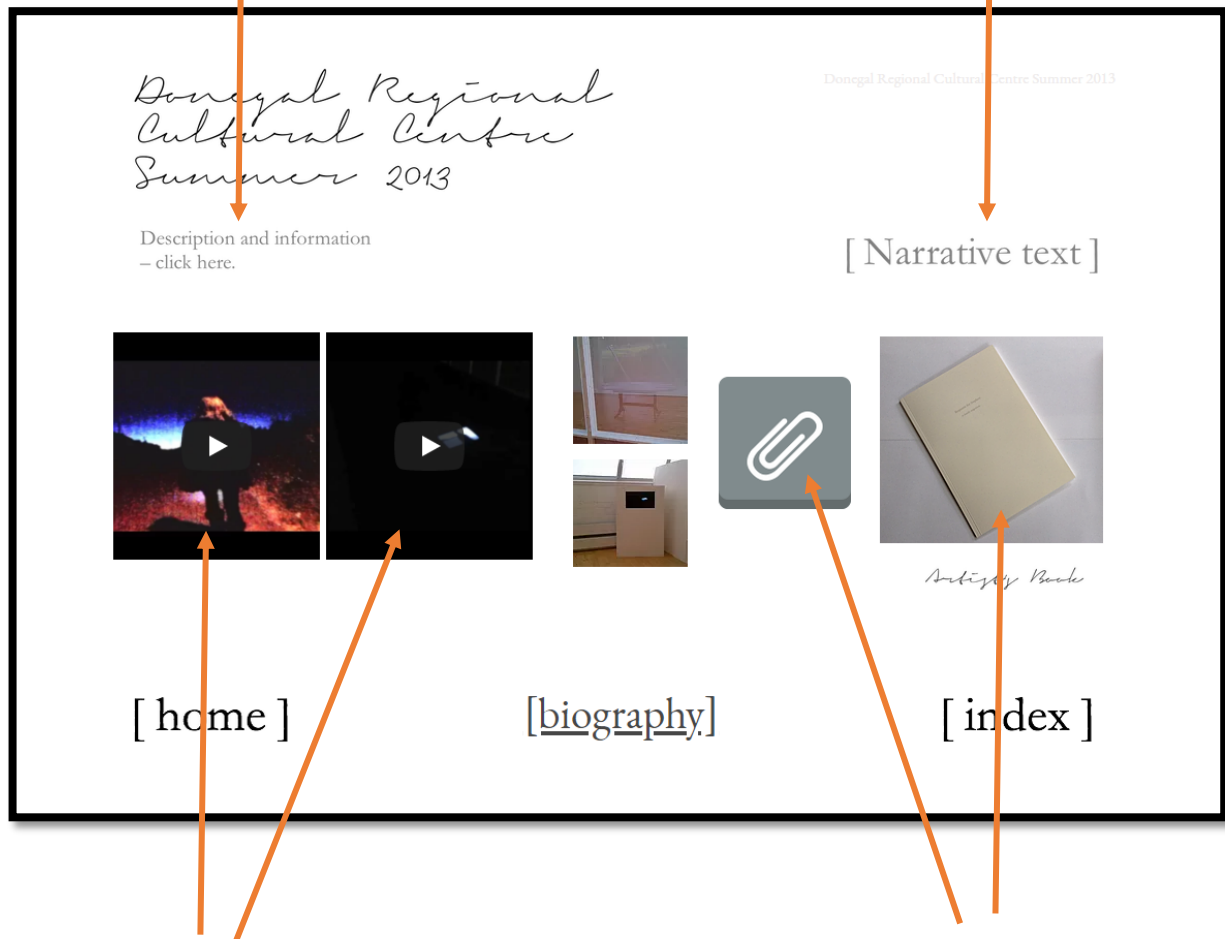 Donegal Regional
Cultural Centre
Summer 2013
Donegal Regional Cultural Centre Summer 2013
Description and information
– click here.
[ Narrative text ]
Artist's Book
[ home ]
[biography]
[ index ]